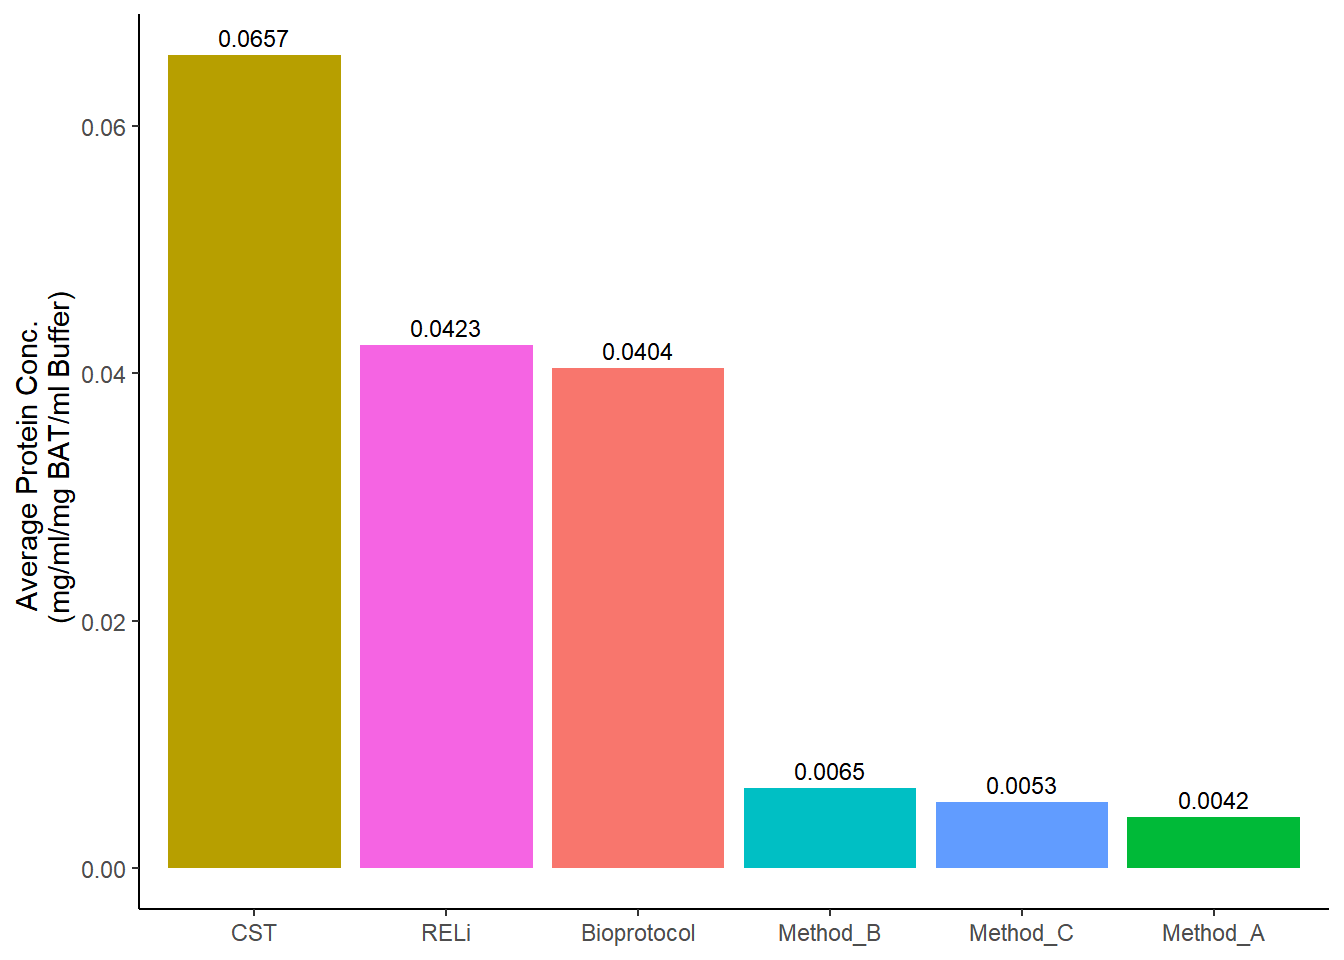 Average Protein Conc.
(mg/ml/mg BAT/ml Buffer)
0.06
0.04
0.02
0.00
0.0657
0.0423
0.0404
0.0065
0.0053
0.0042
CST
RELi
Bioprotocol
Method_B
Method_C
Method_A